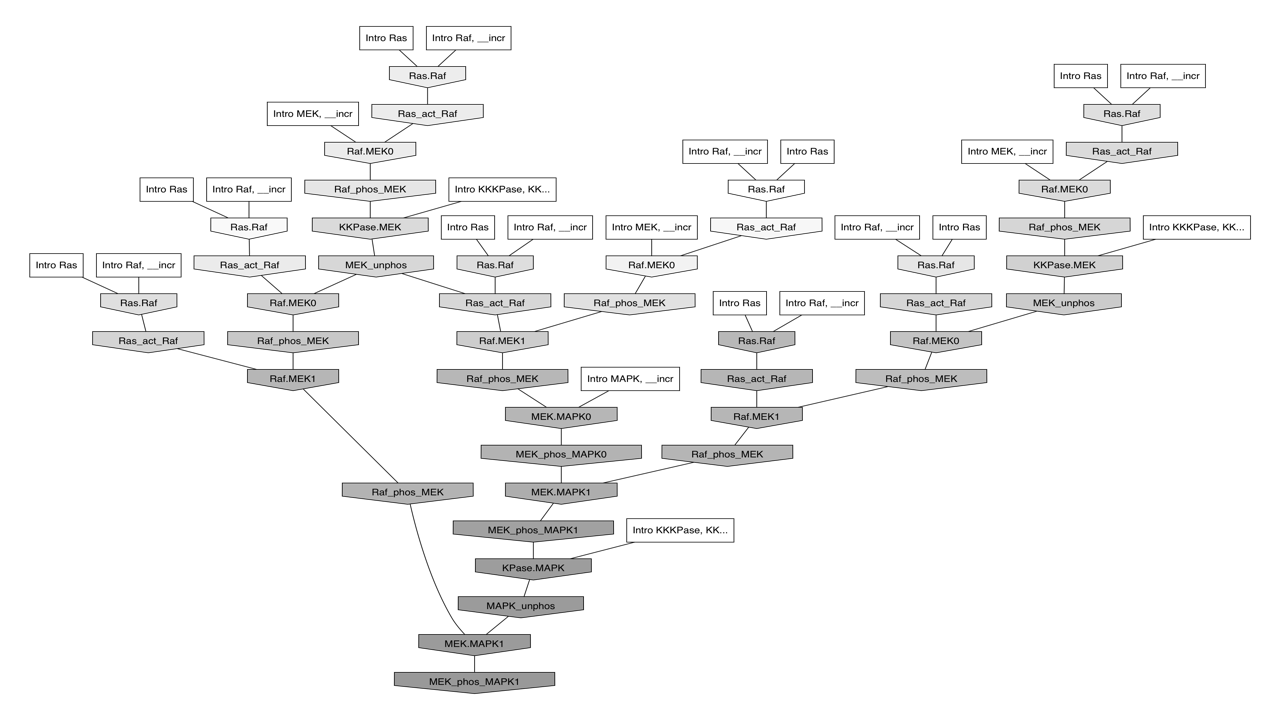 Intro Ras
Intro Raf, __incr
Ras.Raf
Intro Ras
Intro Raf, __incr
Intro MEK, __incr
Ras_act_Raf
Ras.Raf
Raf.MEK0
Intro Raf, __incr
Intro Ras
Intro MEK, __incr
Ras_act_Raf
Intro Ras
Intro Raf, __incr
Raf_phos_MEK
Intro KKKPase, KK...
Ras.Raf
Raf.MEK0
Ras.Raf
KKPase.MEK
Intro Ras
Intro Raf, __incr
Intro MEK, __incr
Ras_act_Raf
Intro Raf, __incr
Intro Ras
Raf_phos_MEK
Intro KKKPase, KK...
Intro Ras
Intro Raf, __incr
Ras_act_Raf
MEK_unphos
Ras.Raf
Raf.MEK0
Ras.Raf
KKPase.MEK
Ras.Raf
Raf.MEK0
Ras_act_Raf
Raf_phos_MEK
Intro Ras
Intro Raf, __incr
Ras_act_Raf
MEK_unphos
Ras_act_Raf
Raf_phos_MEK
Raf.MEK1
Ras.Raf
Raf.MEK0
Raf.MEK1
Raf_phos_MEK
Intro MAPK, __incr
Ras_act_Raf
Raf_phos_MEK
MEK.MAPK0
Raf.MEK1
MEK_phos_MAPK0
Raf_phos_MEK
Raf_phos_MEK
MEK.MAPK1
MEK_phos_MAPK1
Intro KKKPase, KK...
KPase.MAPK
MAPK_unphos
MEK.MAPK1
MEK_phos_MAPK1